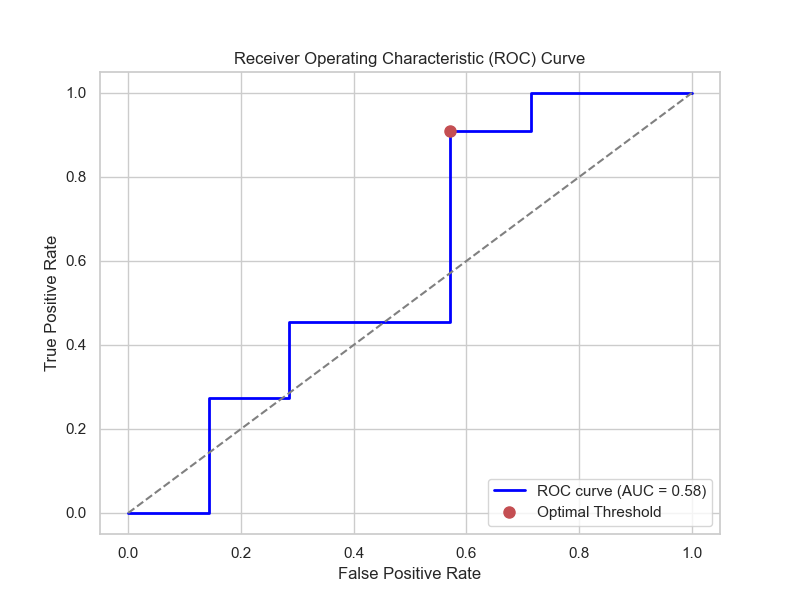 Receiver Operating Characteristic (ROC) Curve
1.0
0.8
0.6
0.4
0.2
0.0
True Positive Rate
0.0 0.2 0.4 0.6 0.8 1.0
False Positive Rate
ROC curve (AUC = 0.58)
Optimal Threshold